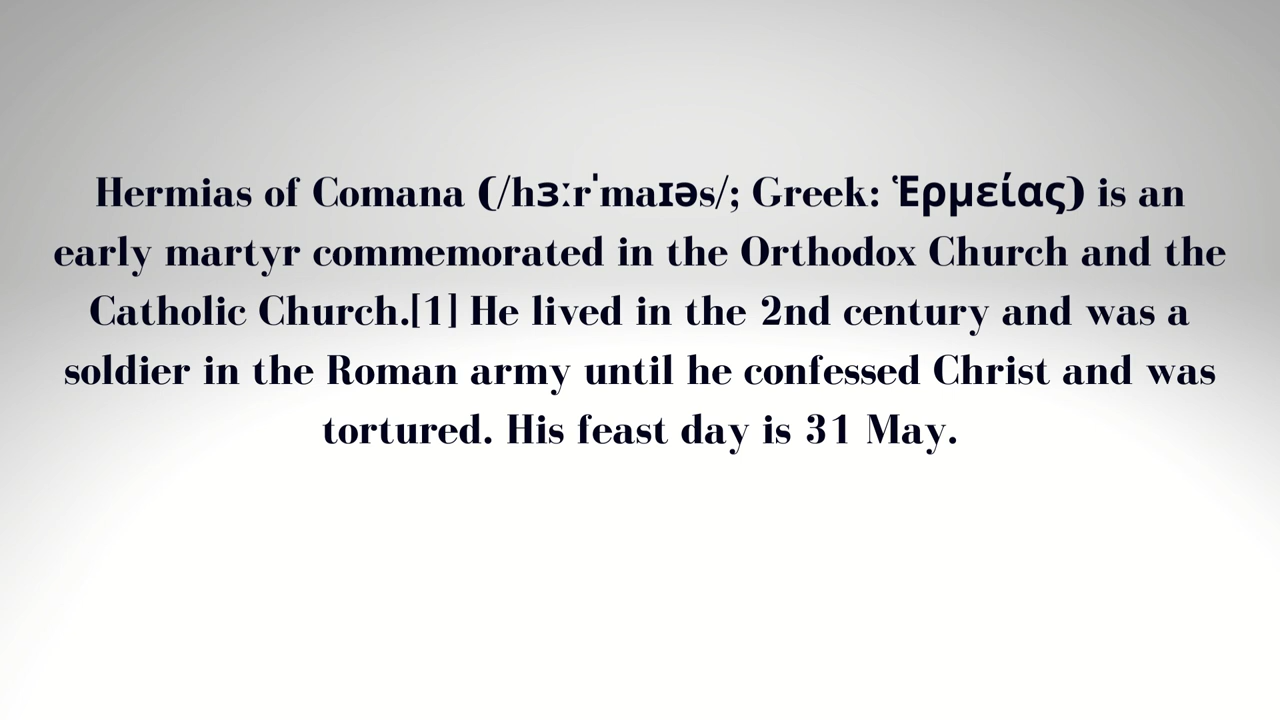 Hermias of Comana (/hɜːrˈmaɪəs/; Greek: Ἑρμείας) is an
early martyr commemorated in the Orthodox Church and the
Catholic Church.[1] He lived in the 2nd century and was a
soldier in the Roman army until he confessed Christ and was
tortured. His feast day is 31 May.